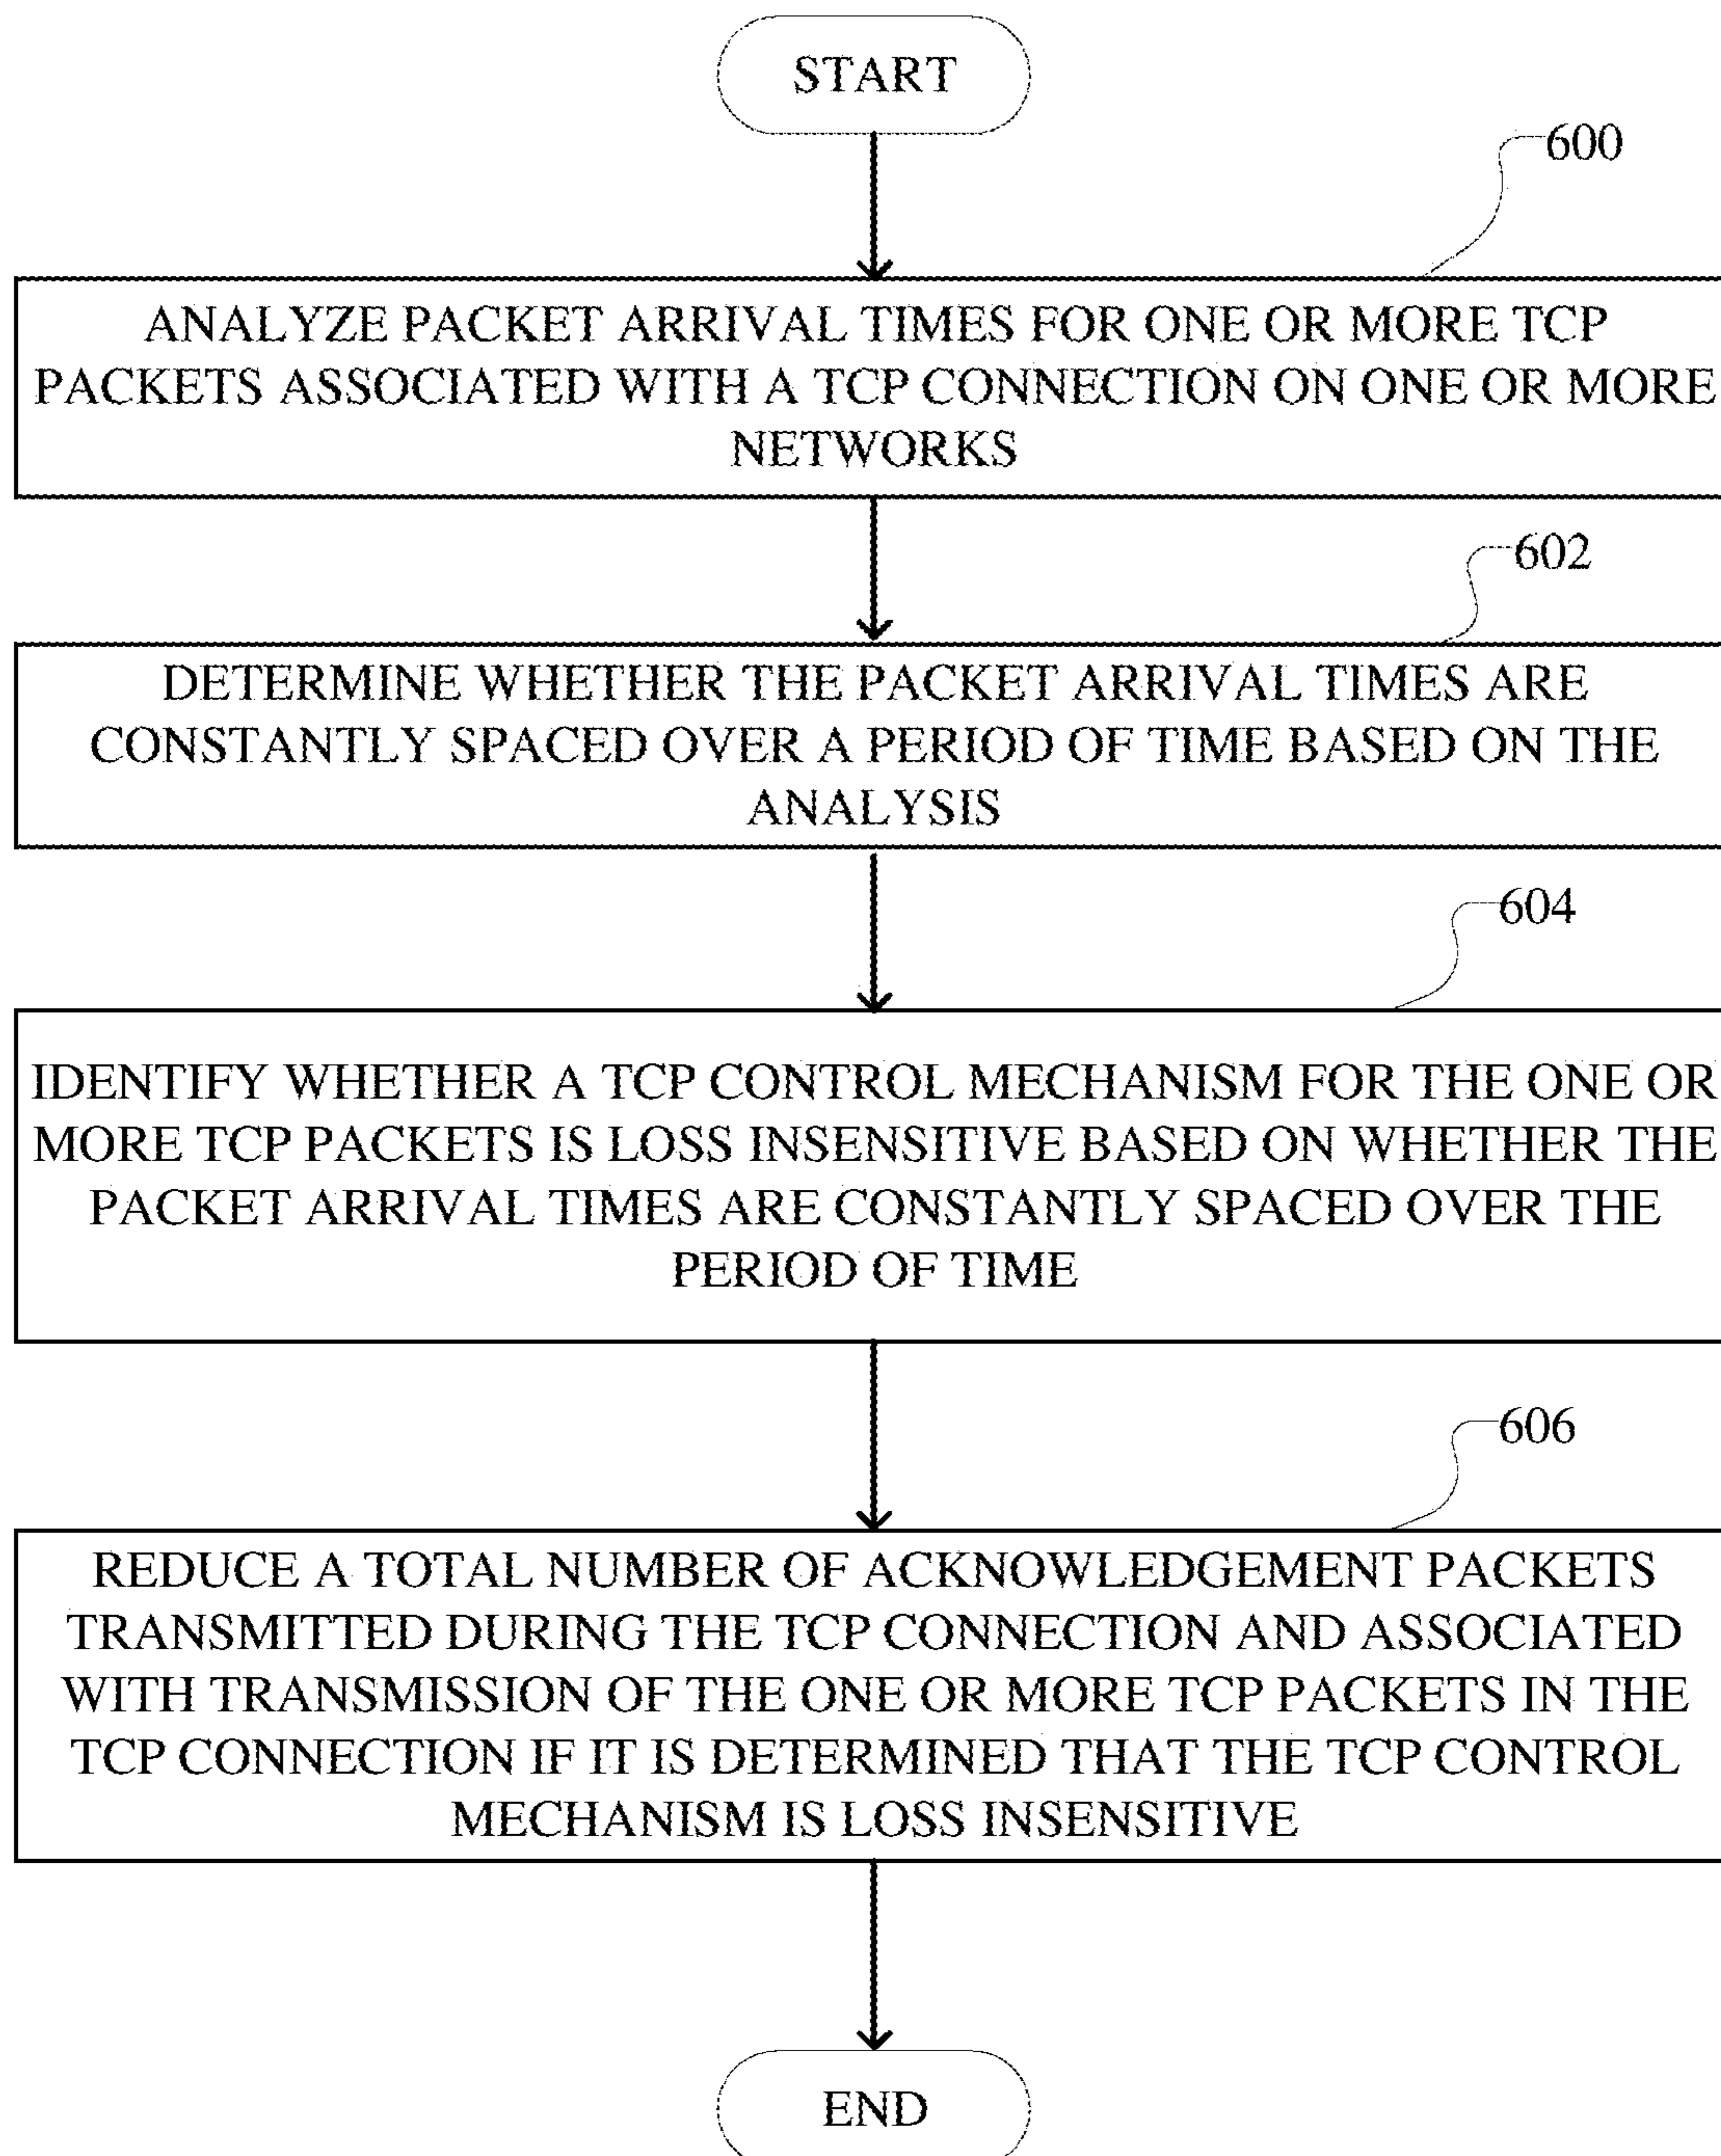 START
600
ANALYZE PACKET ARRIVAL TIMES FOR ONE OR MORE TCP
PACKETS ASSOCIATED WITH A TCP CONNECTION ON ONE OR MORE
NETWORKS
602
DETERMINE WHETHER THE PACKET ARRIVAL TIMES ARE
CONSTANTLY SPACED OVER A PERIOD OF TIME BASED ON THE
ANALYSIS
604
IDENTIFY WHETHER A TCP CONTROL MECHANISM FOR THE ONE OR
MORE TCP PACKETS IS LOSS INSENSITIVE BASED ON WHETHER THE
PACKET ARRIVAL TIMES ARE CONSTANTLY SPACED OVER THE
PERIOD OF TIME
606
REDUCE A TOTAL NUMBER OF ACKNOWLEDGEMENT PACKETS
TRANSMITTED DURING THE TCP CONNECTION AND ASSOCIATED
WITH TRANSMISSION OF THE ONE OR MORE TCP PACKETS IN THE
TCP CONNECTION IF IT IS DETERMINED THAT THE TCP CONTROL
MECHANISM IS LOSS INSENSITIVE
END